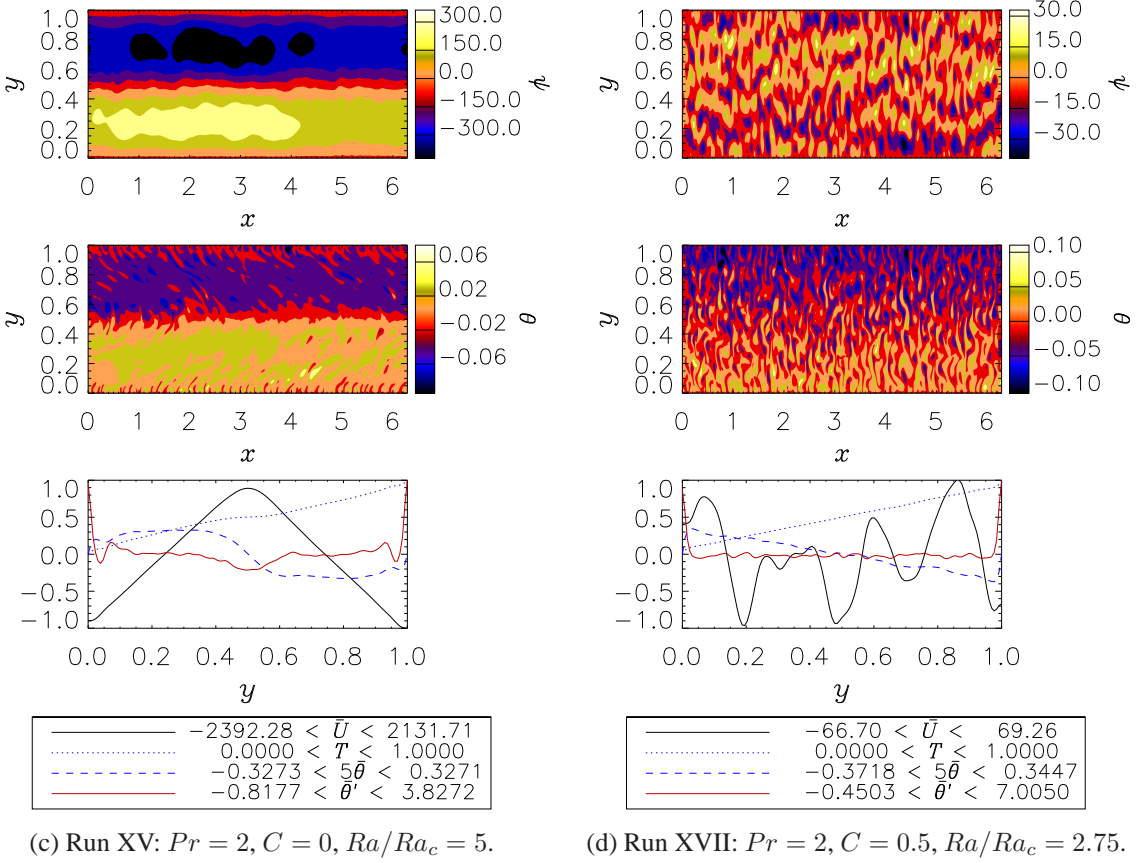 1.0
0.8
0.6
0.4
0.2
0.0
y
0 1 2 3 4 5 6
x
300.0
150.0
0.0
−150.0
−300.0
ψ
1.0
0.8
0.6
0.4
0.2
0.0
y
0 1 2 3 4 5 6
x
30.0
15.0
0.0
−15.0
−30.0
ψ
1.0
0.8
0.6
0.4
0.2
0.0
y
0 1 2 3 4 5 6
x
0.06
0.02
−0.02
−0.06
θ
1.0
0.8
0.6
0.4
0.2
0.0
y
0 1 2 3 4 5 6
x
0.10
0.05
0.00
−0.05
−0.10
θ
1.0
0.5
0.0
−0.5
−1.0
0.0 0.2 0.4 0.6 0.8 1.0
y
1.0
0.5
0.0
−0.5
−1.0
0.0 0.2 0.4 0.6 0.8 1.0
y
−2392.28 < Ū < 2131.71
0.0000 < T < 1.0000
−0.3273 < 5θ̄ < 0.3271
−0.8177 < θ̄' < 3.8272
−66.70 < Ū < 69.26
0.0000 < T < 1.0000
−0.3718 < 5θ̄ < 0.3447
−0.4503 < θ̄' < 7.0050
(c) Run XV: Pr = 2, C = 0, Ra/Ra_c = 5.
(d) Run XVII: Pr = 2, C = 0.5, Ra/Ra_c = 2.75.